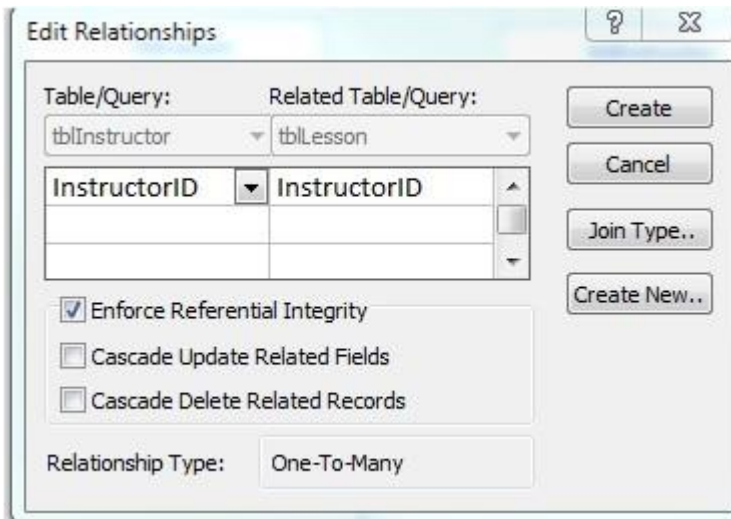 Edit Relationships
Table/Query: Related Table/Query:
tblInstructor tblLesson
InstructorID InstructorID
Enforce Referential Integrity
Cascade Update Related Fields
Cascade Delete Related Records
Relationship Type: One-To-Many
?
Create
Cancel
Join Type..
Create New..